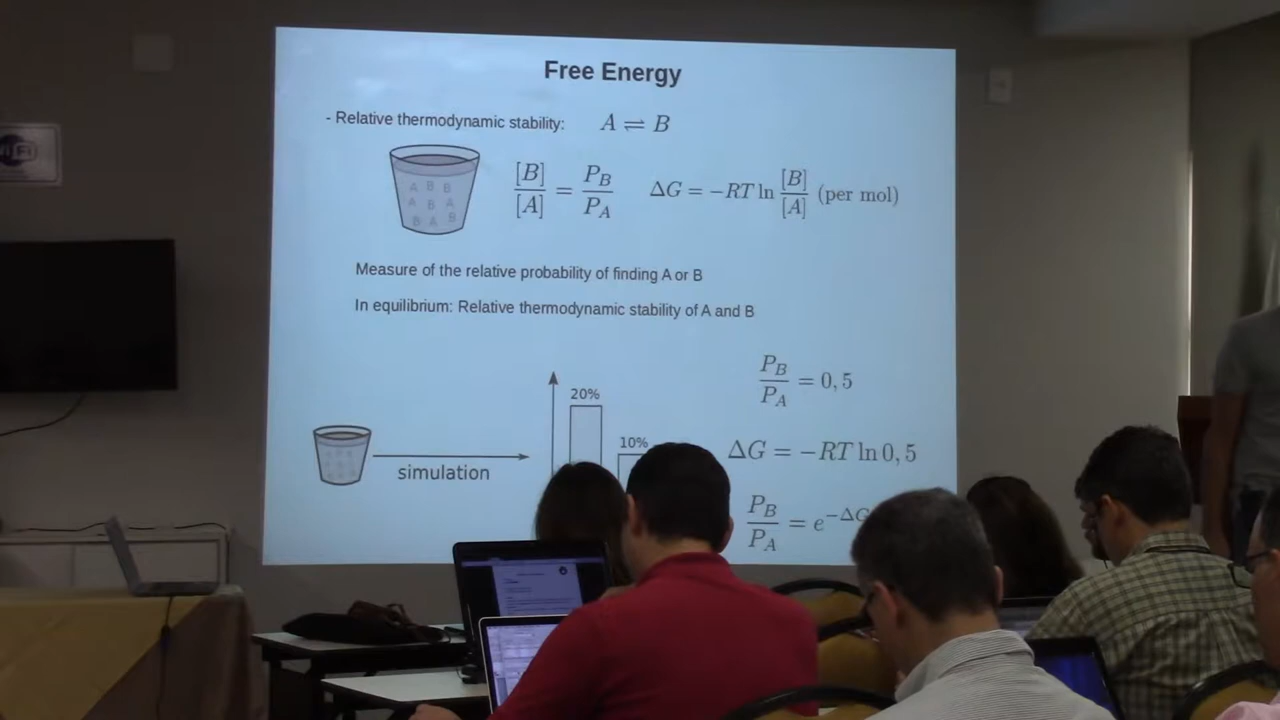 Free Energy
- Relative thermodynamic stability: A ⇌ B
A B B
A B A
B A B
[B]/[A] = P_B/P_A ΔG = −RT ln [B]/[A] (per mol)
Measure of the relative probability of finding A or B
In equilibrium: Relative thermodynamic stability of A and B
P_B/P_A = 0,5
20%
10%
simulation
ΔG = −RT ln 0,5
P_B/P_A = e^−ΔG